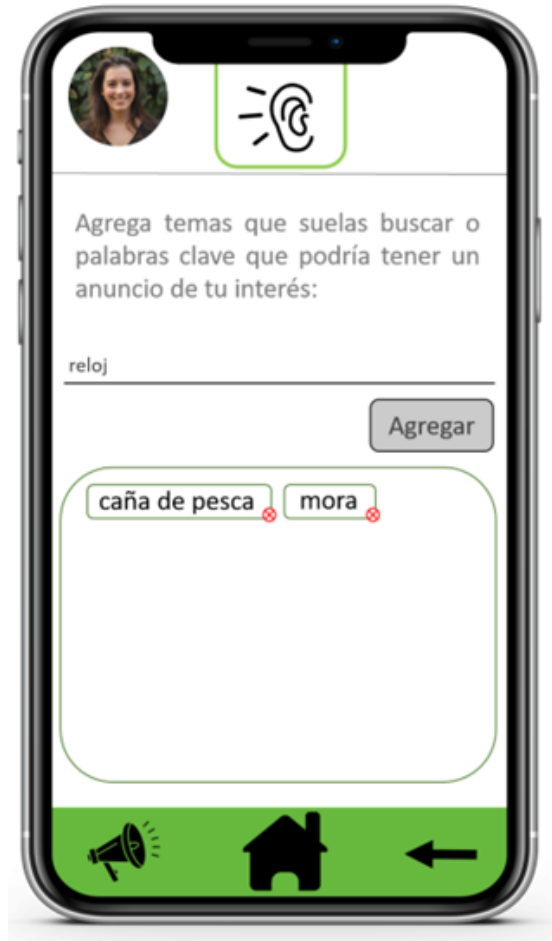 Agrega temas que suelas buscar o
palabras clave que podría tener un
anuncio de tu interés:
reloj
Agregar
caña de pesca mora